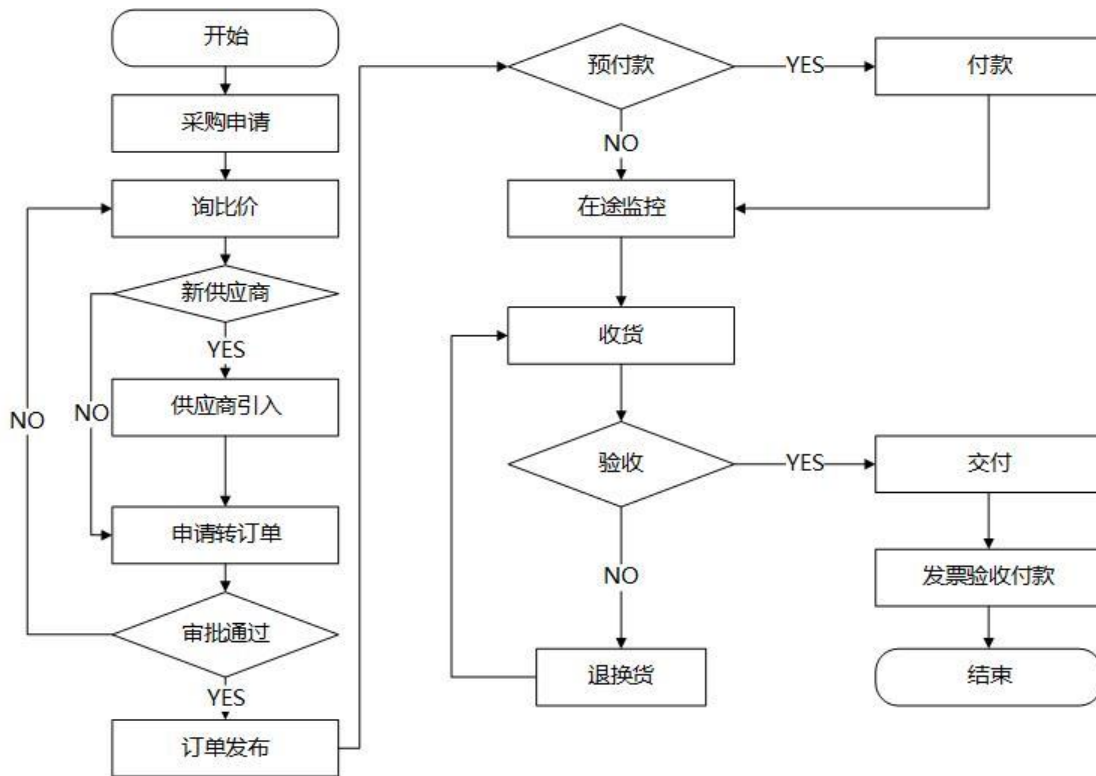 开始
采购申请
询比价
新供应商
YES
供应商引入
NO
NO
申请转订单
审批通过
YES
订单发布
预付款
YES
付款
NO
在途监控
收货
验收
YES
交付
NO
发票验收付款
退换货
结束